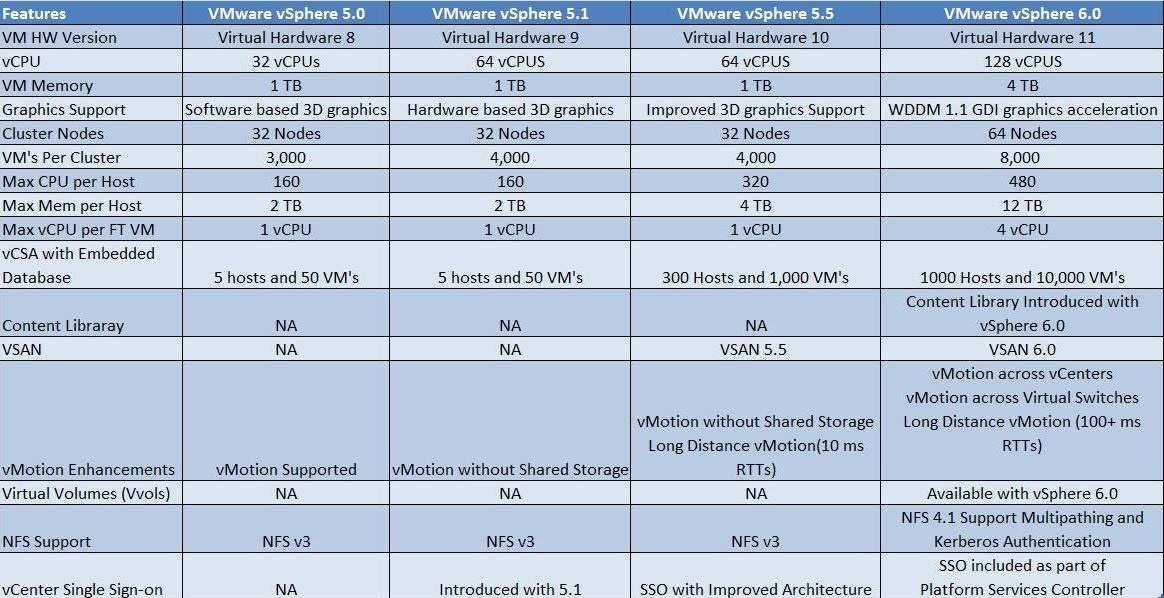 Features VMware vSphere 5.0 VMware vSphere 5.1 VMware vSphere 5.5 VMware vSphere 6.0
VM HW Version Virtual Hardware 8 Virtual Hardware 9 Virtual Hardware 10 Virtual Hardware 11
vCPU 32 vCPUs 64 vCPUS 64 vCPUS 128 vCPUS
VM Memory 1 TB 1 TB 1 TB 4 TB
Graphics Support Software based 3D graphics Hardware based 3D graphics Improved 3D graphics Support WDDM 1.1 GDI graphics acceleration
Cluster Nodes 32 Nodes 32 Nodes 32 Nodes 64 Nodes
VM's Per Cluster 3,000 4,000 4,000 8,000
Max CPU per Host 160 160 320 480
Max Mem per Host 2 TB 2 TB 4 TB 12 TB
Max vCPU per FT VM 1 vCPU 1 vCPU 1 vCPU 4 vCPU
vCSA with Embedded
Database 5 hosts and 50 VM's 5 hosts and 50 VM's 300 Hosts and 1,000 VM's 1000 Hosts and 10,000 VM's
Content Library Introduced with
Content Libraray NA NA NA vSphere 6.0
VSAN NA NA VSAN 5.5 VSAN 6.0
vMotion across vCenters
vMotion across Virtual Switches
vMotion without Shared Storage Long Distance vMotion (100+ ms
Long Distance vMotion(10 ms RTTs)
vMotion Enhancements vMotion Supported vMotion without Shared Storage RTTs)
Virtual Volumes (Vvols) NA NA NA Available with vSphere 6.0
NFS 4.1 Support Multipathing and
NFS Support NFS v3 NFS v3 NFS v3 Kerberos Authentication
SSO included as part of
vCenter Single Sign-on NA Introduced with 5.1 SSO with Improved Architecture Platform Services Controller